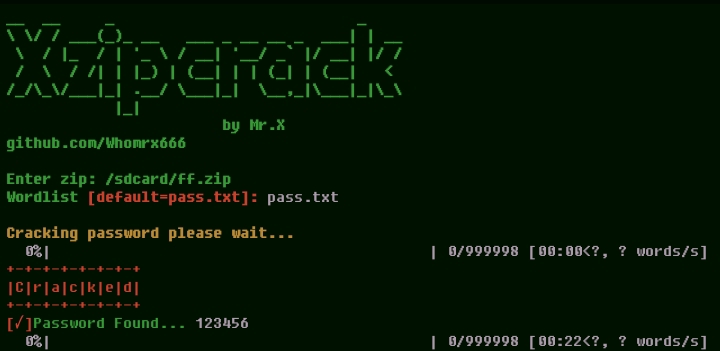 Xzipcrack
by Mr.X
github.com/Whomrx666
Enter zip: /sdcard/ff.zip
Wordlist [default=pass.txt]: pass.txt
Cracking password please wait...
0%| | 0/999998 [00:00<?, ? words/s]
+-+-+-+-+-+-+-+
|C|r|a|c|k|e|d|
+-+-+-+-+-+-+-+
[√]Password Found... 123456
0%| | 0/999998 [00:22<?, ? words/s]